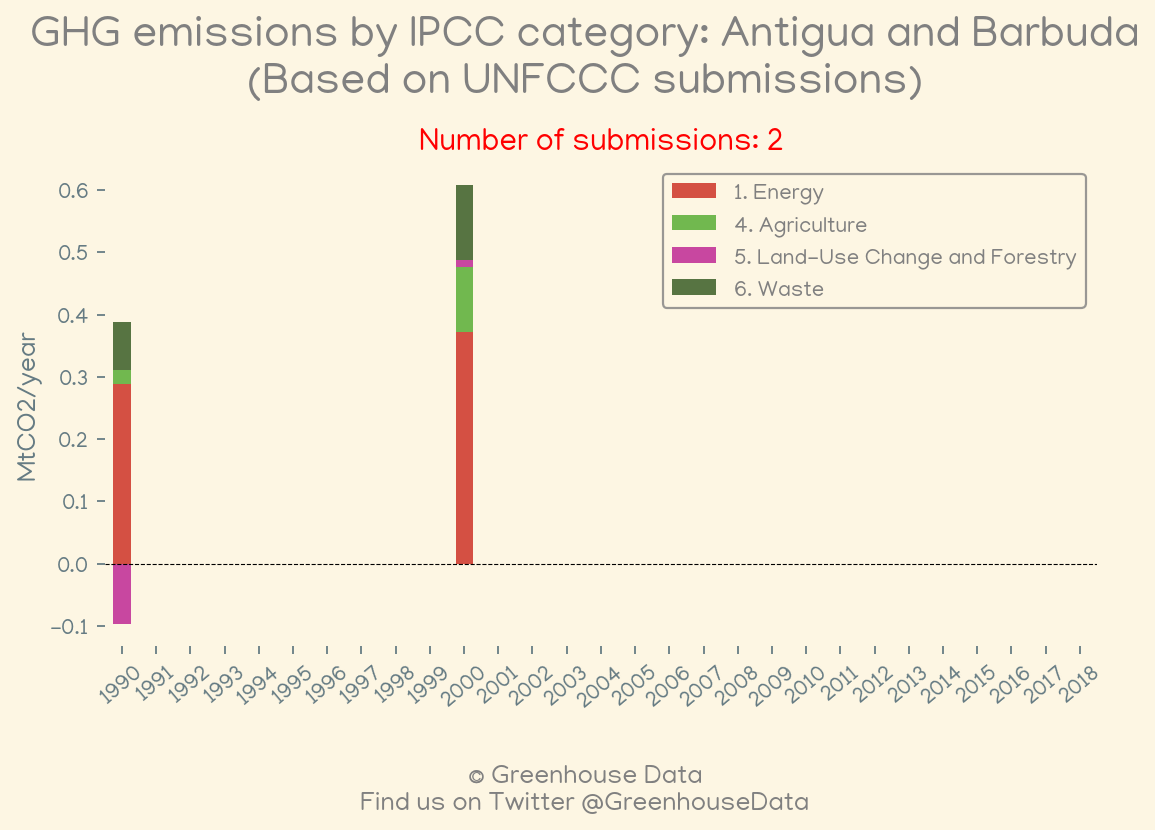 GHG emissions by IPCC category: Antigua and Barbuda
(Based on UNFCCC submissions)
Number of submissions: 2
1. Energy
4. Agriculture
5. Land-Use Change and Forestry
6. Waste
MtCO2/year
0.6
0.5
0.4
0.3
0.2
0.1
0.0
−0.1
1990 1991 1992 1993 1994 1995 1996 1997 1998 1999 2000 2001 2002 2003 2004 2005 2006 2007 2008 2009 2010 2011 2012 2013 2014 2015 2016 2017 2018
© Greenhouse Data
Find us on Twitter @GreenhouseData